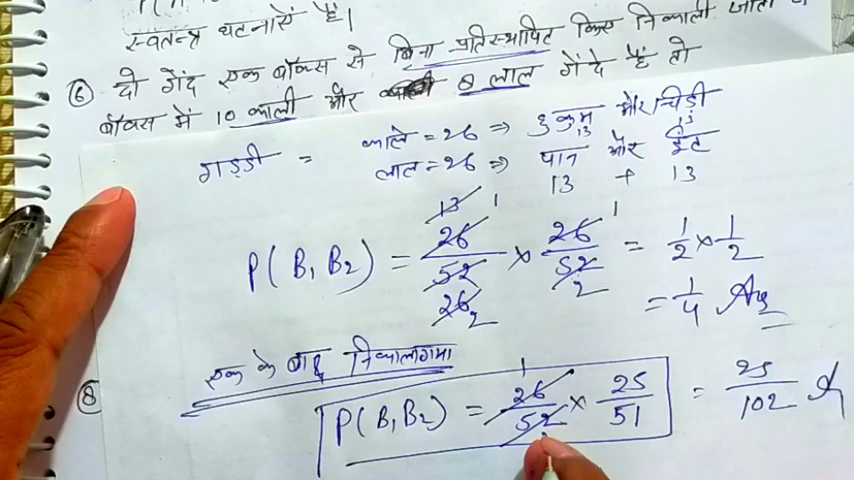 स्वतन्त्र घटनाएं हैं।
⑥ दो गेंद एक बॉक्स से बिना प्रतिस्थापित किए निकाली जाती
बॉक्स में 10 काली और 8 लाल गेंदे हैं तो
गड्डी = काले = 26 ⇒ हुकुम और चिड़ी
13 13
लाल = 26 ⇒ पान और ईंट
13 + 13
P(B₁B₂) = 26/52 × 26/52 = 1/2 × 1/2
= 1/4 Ans
एक के बाद निकालागया
⑧ P(B₁B₂) = 26/52 × 25/51 = 25/102 A